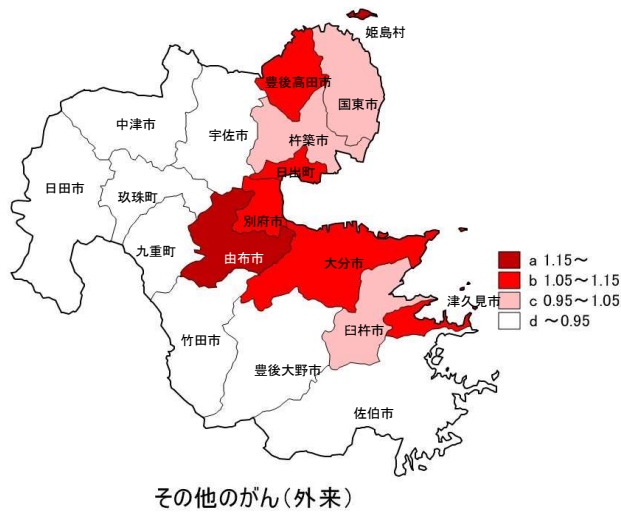 姫島村
豊後高田市
国東市
中津市
宇佐市
杵築市
日出町
日田市
玖珠町
別府市
九重町
由布市
大分市
a 1.15～
b 1.05～1.15
c 0.95～1.05
d ～0.95
津久見市
臼杵市
竹田市
豊後大野市
佐伯市
その他のがん(外来)